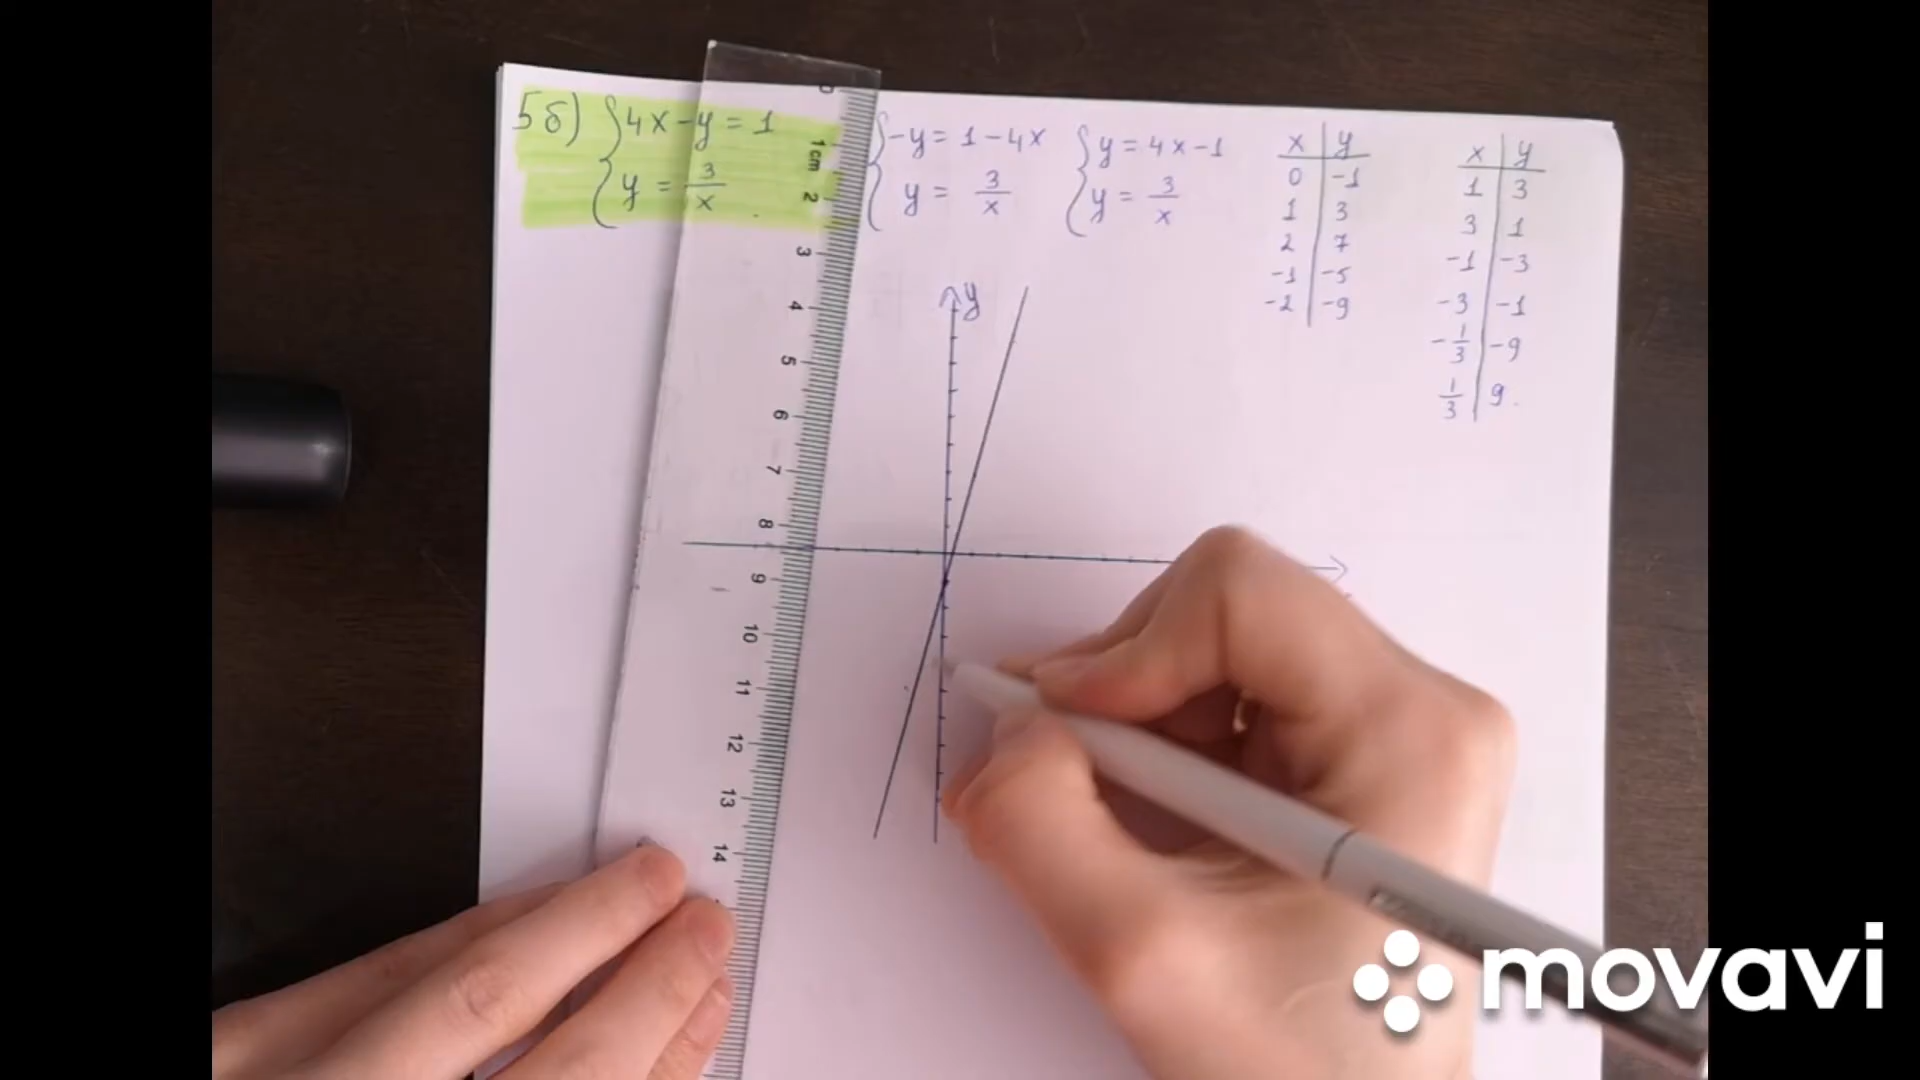 5б) { 4x - y = 1
y = 3/x
{ -y = 1 - 4x
y = 3/x
{ y = 4x - 1
y = 3/x
x | y
0 | -1
1 | 3
2 | 7
-1 | -5
-2 | -9
x | y
1 | 3
3 | 1
-1 | -3
-3 | -1
-1/3 | -9
1/3 | 9.
y
0
1cm
2
3
4
5
6
7
8
9
10
11
12
13
14
movavi